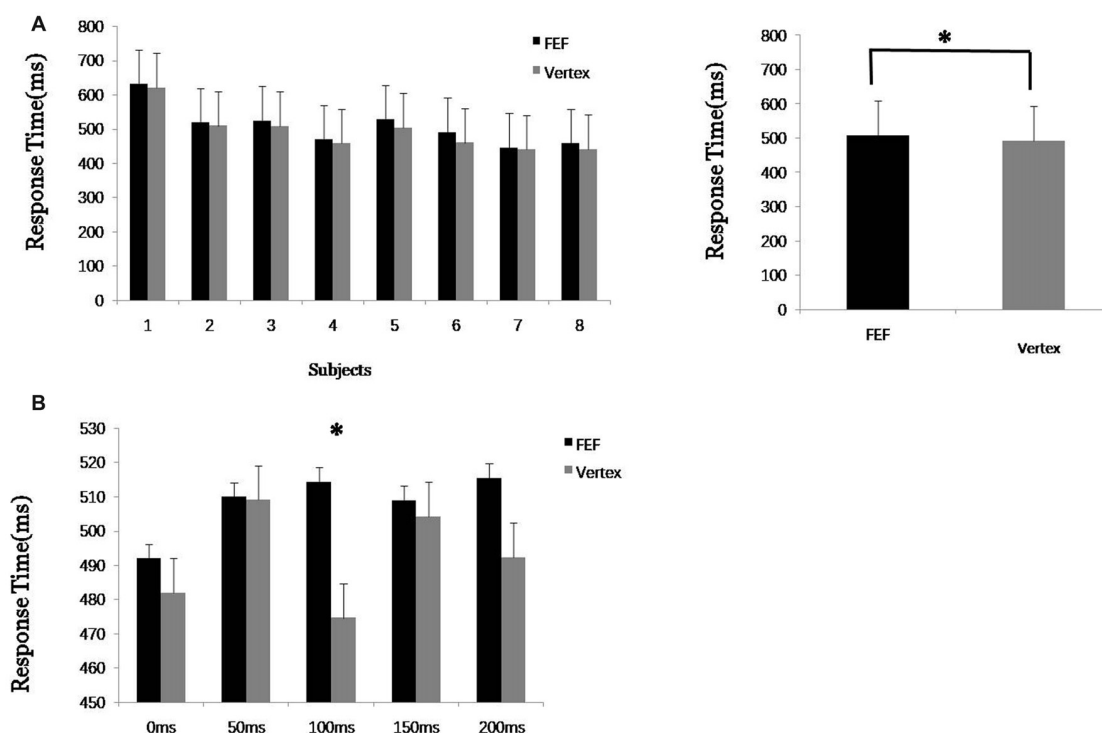 A
Response Time(ms)
800
700
600
500
400
300
200
100
0
1 2 3 4 5 6 7 8
Subjects
FEF
Vertex
Response Time(ms)
800
700
600
500
400
300
200
100
0
*
FEF
Vertex
B
Response Time(ms)
530
520
510
500
490
480
470
460
450
*
0ms 50ms 100ms 150ms 200ms
FEF
Vertex